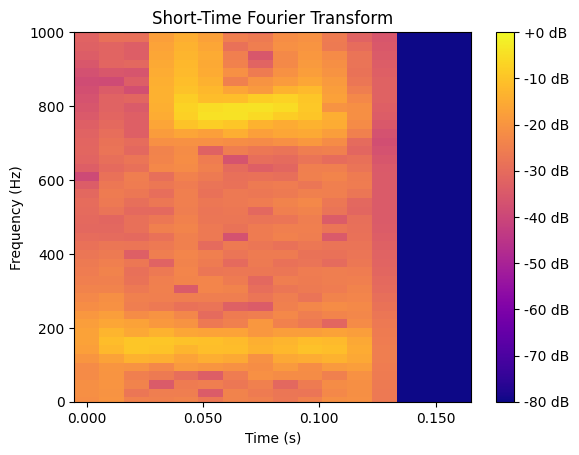 Short-Time Fourier Transform
1000
800
600
400
200
0
Frequency (Hz)
0.000
0.050
0.100
0.150
Time (s)
+0 dB
-10 dB
-20 dB
-30 dB
-40 dB
-50 dB
-60 dB
-70 dB
-80 dB